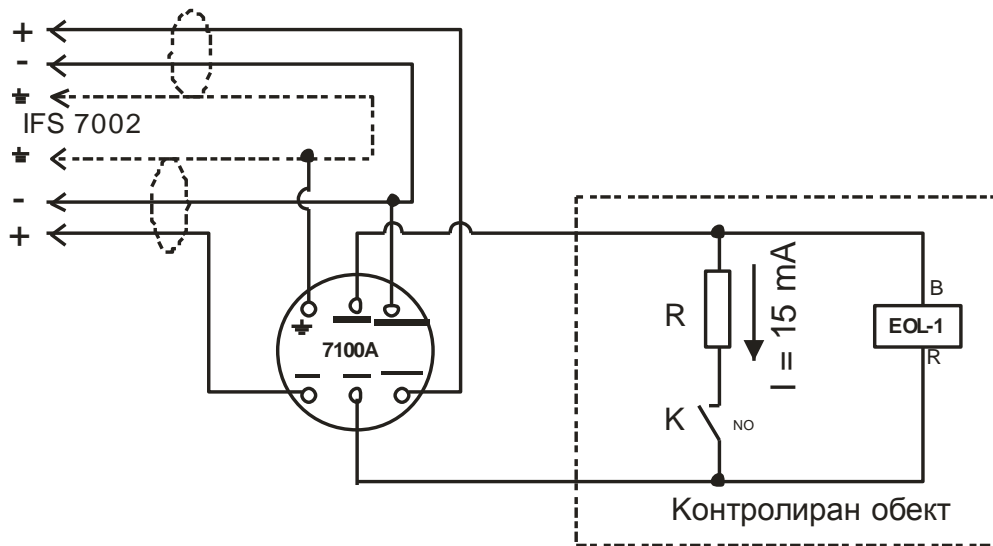 +
-
IFS 7002
-
+
7100A
R
I = 15 mA
B
EOL-1
R
K
NO
Контролиран обект